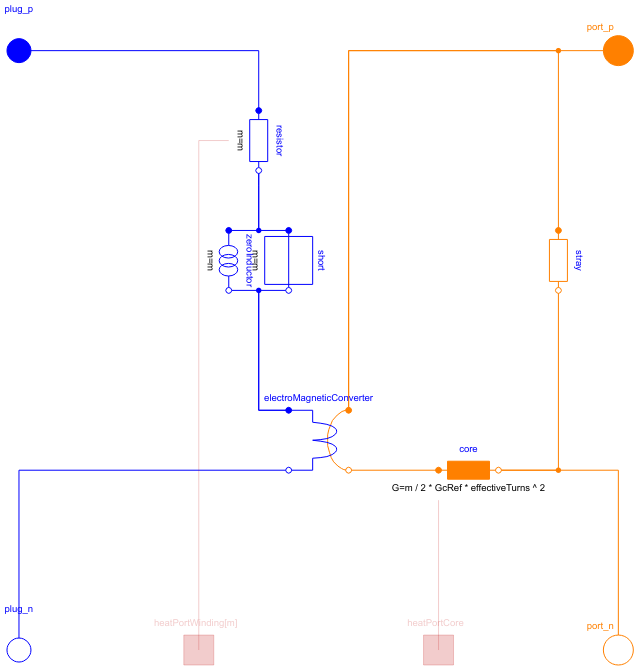 plug_p
port_p
resistor
m=m
zeroInductor
m=m
m=m
short
stray
electroMagneticConverter
core
G=m / 2 * GcRef * effectiveTurns ^ 2
plug_n
heatPortWinding[m]
heatPortCore
port_n